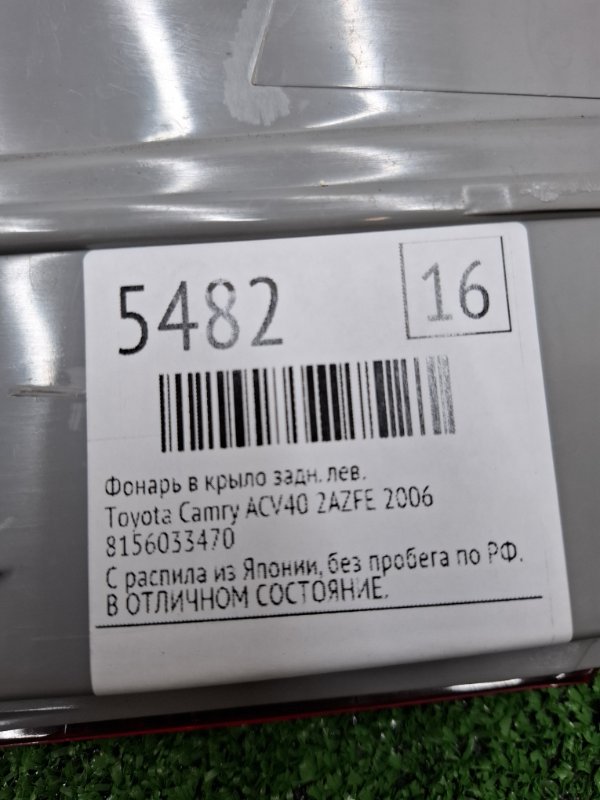 5482
16
Фонарь в крыло задн. лев.
Toyota Camry ACV40 2AZFE 2006
8156033470
С распила из Японии, без пробега по РФ.
В ОТЛИЧНОМ СОСТОЯНИЕ.